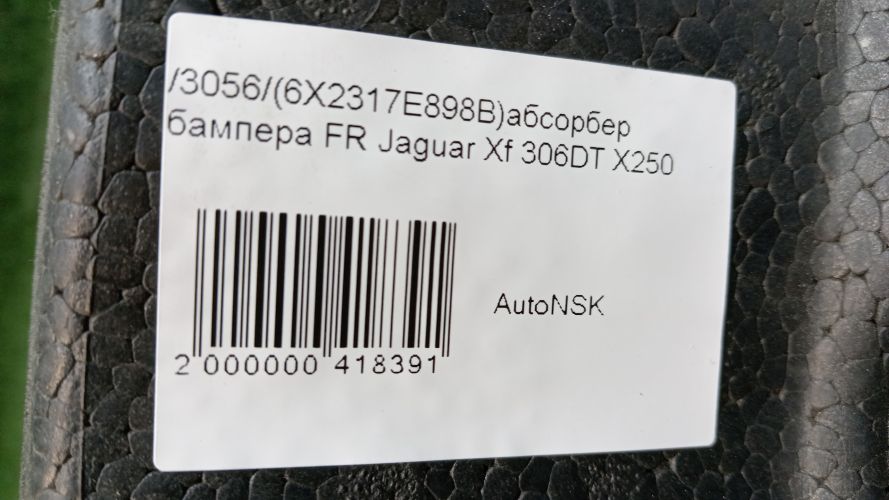 /3056/(6X2317E898B)абсорбер
бампера FR Jaguar Xf 306DT X250
AutoNSK
2 000000 418391